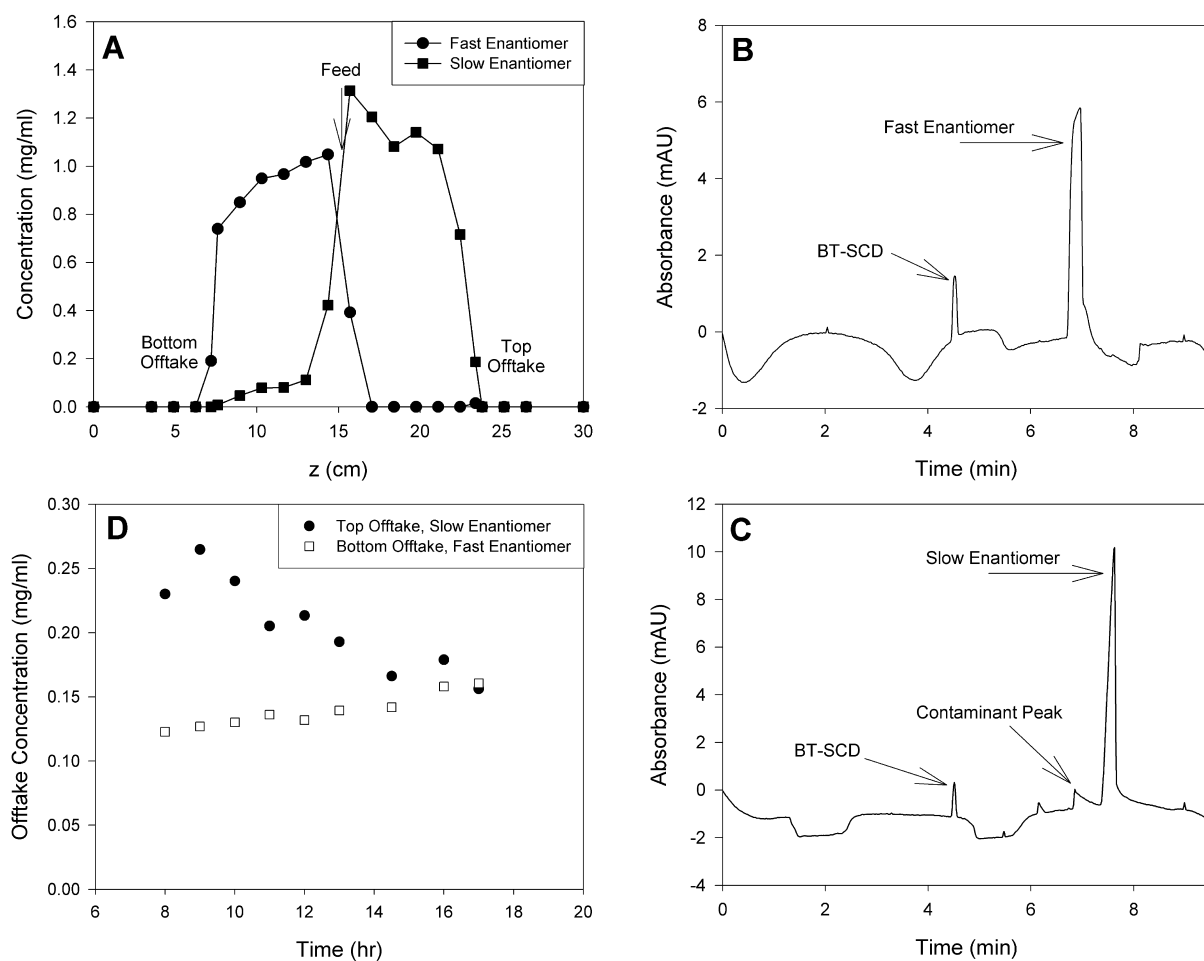 A
Fast Enantiomer
Slow Enantiomer
Feed
Bottom
Offtake
Top
Offtake
Concentration (mg/ml)
1.6
1.4
1.2
1.0
0.8
0.6
0.4
0.2
0.0
0 5 10 15 20 25 30
z (cm)
B
Fast Enantiomer
BT-SCD
Absorbance (mAU)
8
6
4
2
0
-2
0 2 4 6 8
Time (min)
D
Top Offtake, Slow Enantiomer
Bottom Offtake, Fast Enantiomer
Offtake Concentration (mg/ml)
0.30
0.25
0.20
0.15
0.10
0.05
0.00
6 8 10 12 14 16 18 20
Time (hr)
C
Slow Enantiomer
Contaminant Peak
BT-SCD
Absorbance (mAU)
12
10
8
6
4
2
0
-2
-4
0 2 4 6 8
Time (min)